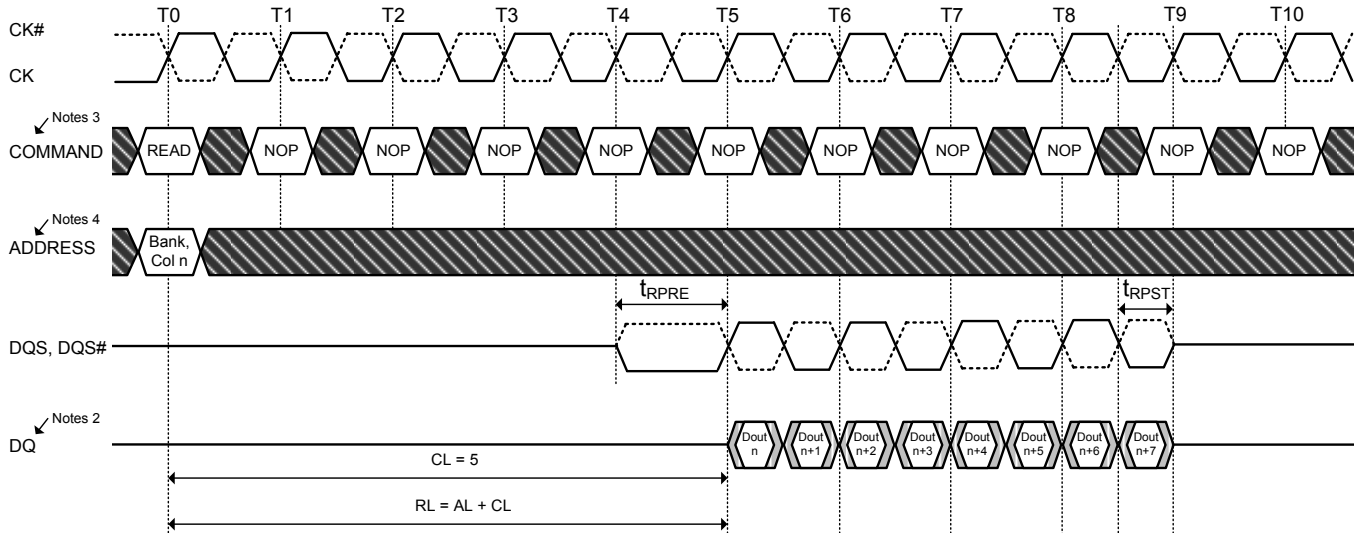 T0 T1 T2 T3 T4 T5 T6 T7 T8 T9 T10
CK#
CK
Notes 3
COMMAND READ NOP NOP NOP NOP NOP NOP NOP NOP NOP NOP
Notes 4
ADDRESS Bank, Col n
tRPRE tRPST
DQS, DQS#
Notes 2
DQ Dout n Dout n+1 Dout n+2 Dout n+3 Dout n+4 Dout n+5 Dout n+6 Dout n+7
CL = 5
RL = AL + CL